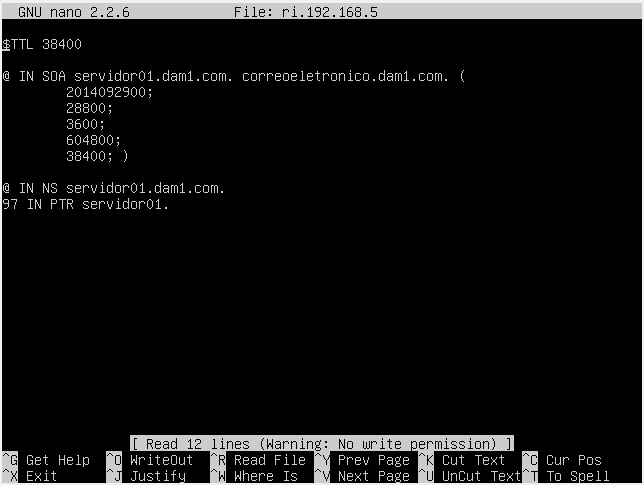 GNU nano 2.2.6 File: ri.192.168.5
$TTL 38400
@ IN SOA servidor01.dam1.com. correoeletronico.dam1.com. (
2014092900;
28800;
3600;
604800;
38400; )
@ IN NS servidor01.dam1.com.
97 IN PTR servidor01.
[ Read 12 lines (Warning: No write permission) ]
^G Get Help ^O WriteOut ^R Read File ^Y Prev Page ^K Cut Text ^C Cur Pos
^X Exit ^J Justify ^W Where Is ^V Next Page ^U UnCut Text ^T To Spell